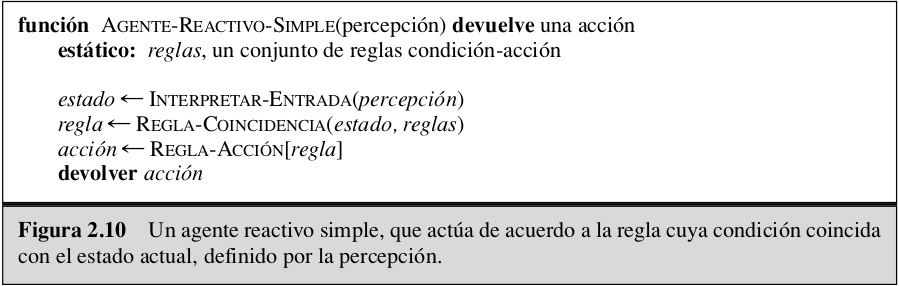 función AGENTE-REACTIVO-SIMPLE(percepción) devuelve una acción
estático: reglas, un conjunto de reglas condición-acción
estado ← INTERPRETAR-ENTRADA(percepción)
regla ← REGLA-COINCIDENCIA(estado, reglas)
acción ← REGLA-ACCIÓN[regla]
devolver acción
Figura 2.10 Un agente reactivo simple, que actúa de acuerdo a la regla cuya condición coincida
con el estado actual, definido por la percepción.